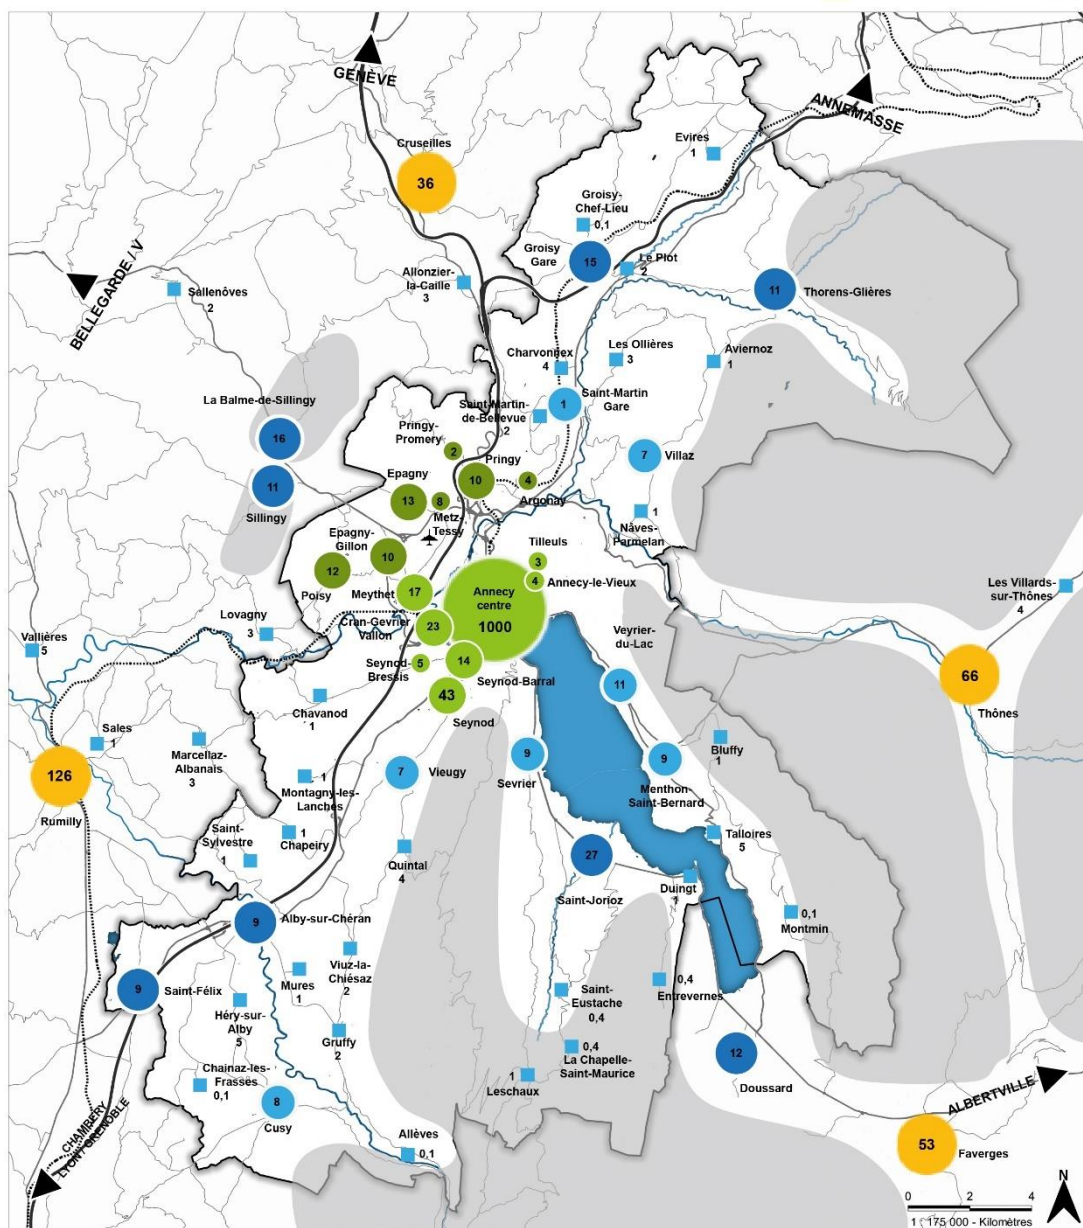 GENÈVE
ANNEMASSE
Cruseilles
36
Evires
1
Groisy-
Chef-Lieu
0,1
Groisy
Gare
15
Le Plot
2
BELLEGARDE / V
Sallenôves
2
Allonzier-
la-Caille
3
11
Thorens-Glières
Charvonnex
4
Les Ollières
3
Aviernoz
1
La Balme-de-Sillingy
16
11
Sillingy
Saint-Martin-
de-Bellevue
2
1
Saint-Martin
Gare
Pringy-
Promery
2
Pringy
10
4
Argonay
7
Villaz
Epagny
13
8
Metz-
Tessy
1
Nâves-
Parmelan
Epagny-
Gillon
10
12
Poisy
Tilleuls
3
4
Annecy-le-Vieux
Meythet
17
Annecy
centre
1000
Les Villards-
sur-Thônes
4
Lovagny
3
Cran-Gevrier
Vallon
23
Vallières
5
Veyrier-
du-Lac
11
Seynod-
Bressis
5
14
Seynod-Barral
43
Seynod
66
Thônes
Chavanod
1
Sales
1
Marcellaz-
Albanais
3
126
Rumilly
7
Vieugy
9
Sevrier
9
Menthon
Saint-Bernard
Bluffy
1
1
Montagny-les-
Lanches
Saint-
Sylvestre
1
1
Chapeiry
Quintal
4
Talloires
5
27
Saint-Jorioz
Duingt
1
0,1
Montmin
9
Alby-sur-Chéran
Viuz-la-
Chiésaz
2
9
Saint-Félix
Mures
1
Héry-sur-
Alby
5
Gruffy
2
Saint-
Eustache
0,4
0,4
Entrevernes
0,4
La Chapelle-
Saint-Maurice
12
Doussard
1
Leschaux
Chainaz-les-
Frasses
0,1
8
Cusy
Allèves
0,1
ALBERTVILLE
53
Faverges
CHAMBERY
LYON / GRENOBLE
N
0 2 4
1 : 175 000 - Kilomètres